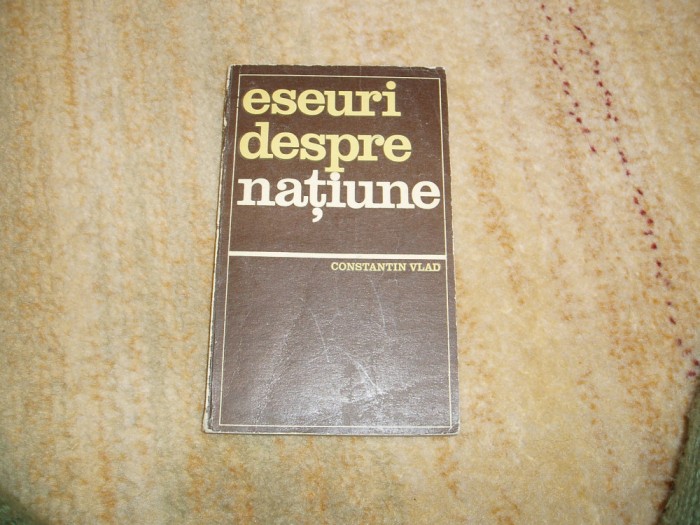 eseuri
despre
națiune
CONSTANTIN VLAD